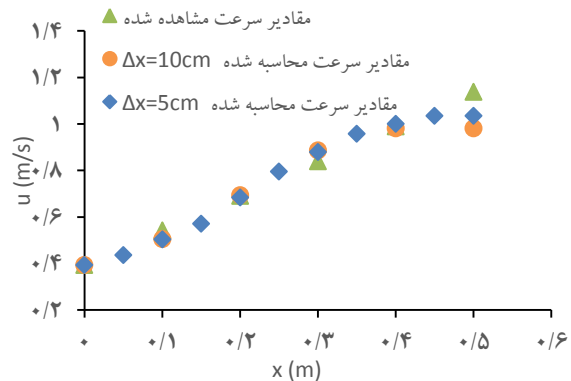 ۱/۴
۱/۲
۱
۰/۸
۰/۶
۰/۴
۰/۲
u (m/s)
مقادیر سرعت مشاهده شده
مقادیر سرعت محاسبه شده Δx=10cm
مقادیر سرعت محاسبه شده Δx=5cm
۰ ۰/۱ ۰/۲ ۰/۳ ۰/۴ ۰/۵ ۰/۶
x (m)